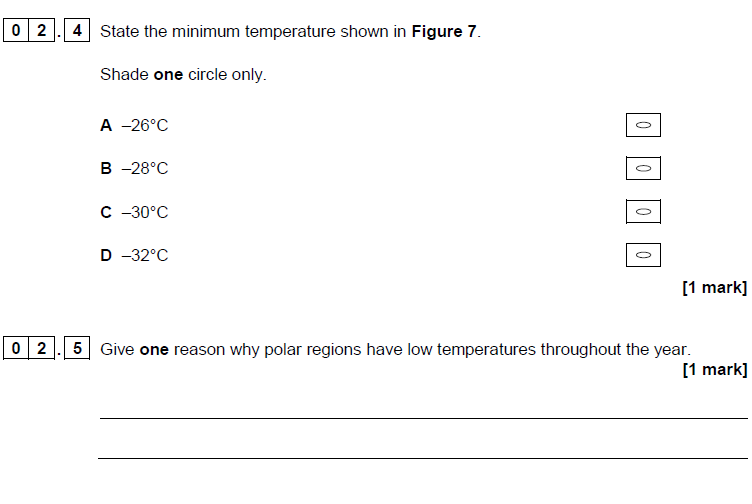 0 2 . 4 State the minimum temperature shown in Figure 7.
Shade one circle only.
A –26°C
B –28°C
C –30°C
D –32°C
[1 mark]
0 2 . 5 Give one reason why polar regions have low temperatures throughout the year.
[1 mark]